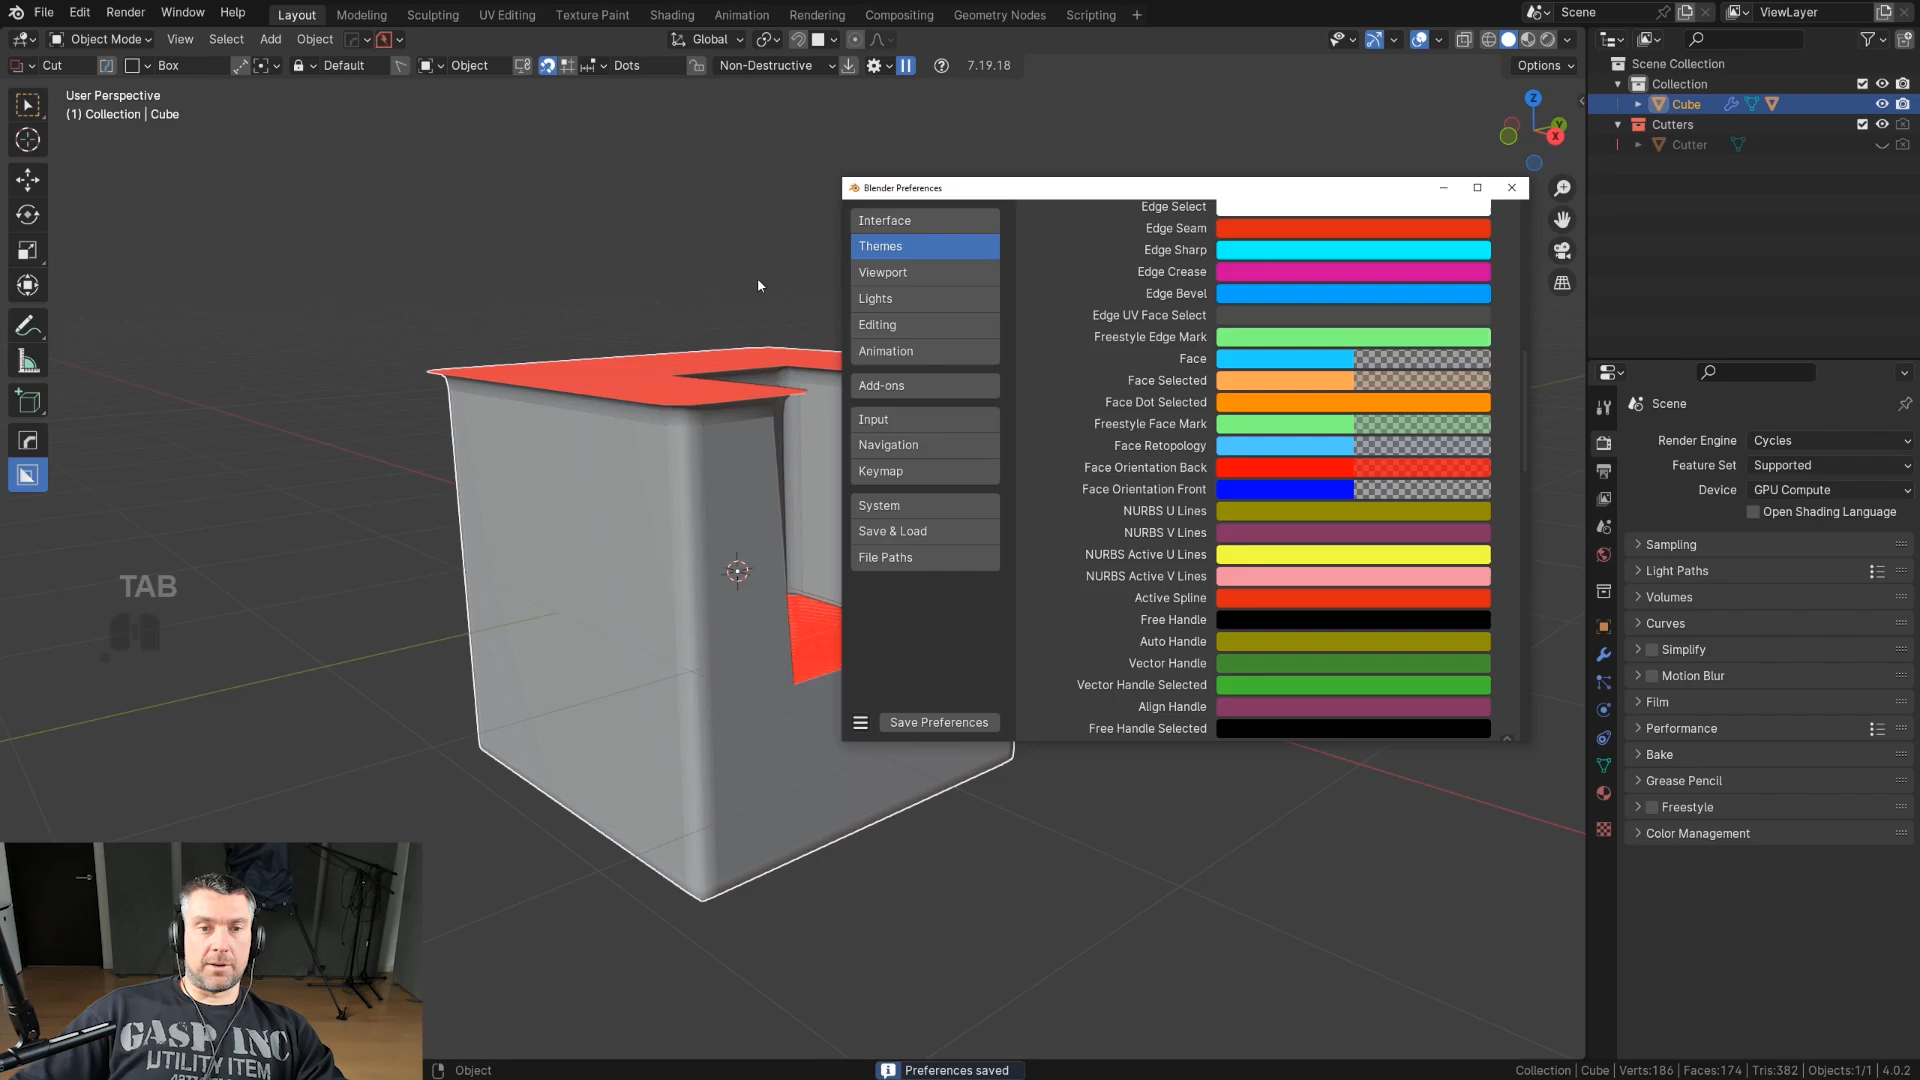 File Edit Render Window Help Layout Modeling Sculpting UV Editing Texture Paint Shading Animation Rendering Compositing Geometry Nodes Scripting + Scene ViewLayer
Object Mode View Select Add Object Global
Cut Box Default Object Dots Non-Destructive 7.19.18 Options
User Perspective
(1) Collection | Cube
Z
Y
X
Scene Collection
Collection
Cube
Cutters
Cutter
Blender Preferences
Interface
Themes
Viewport
Lights
Editing
Animation
Add-ons
Input
Navigation
Keymap
System
Save & Load
File Paths
Save Preferences
Edge Select
Edge Seam
Edge Sharp
Edge Crease
Edge Bevel
Edge UV Face Select
Freestyle Edge Mark
Face
Face Selected
Face Dot Selected
Freestyle Face Mark
Face Retopology
Face Orientation Back
Face Orientation Front
NURBS U Lines
NURBS V Lines
NURBS Active U Lines
NURBS Active V Lines
Active Spline
Free Handle
Auto Handle
Vector Handle
Vector Handle Selected
Align Handle
Free Handle Selected
Scene
Render Engine Cycles
Feature Set Supported
Device GPU Compute
Open Shading Language
Sampling
Light Paths
Volumes
Curves
Simplify
Motion Blur
Film
Performance
Bake
Grease Pencil
Freestyle
Color Management
TAB
GASP INC
UTILITY ITEM
Object
Preferences saved
Collection | Cube | Verts:186 | Faces:174 | Tris:382 | Objects:1/1 | 4.0.2